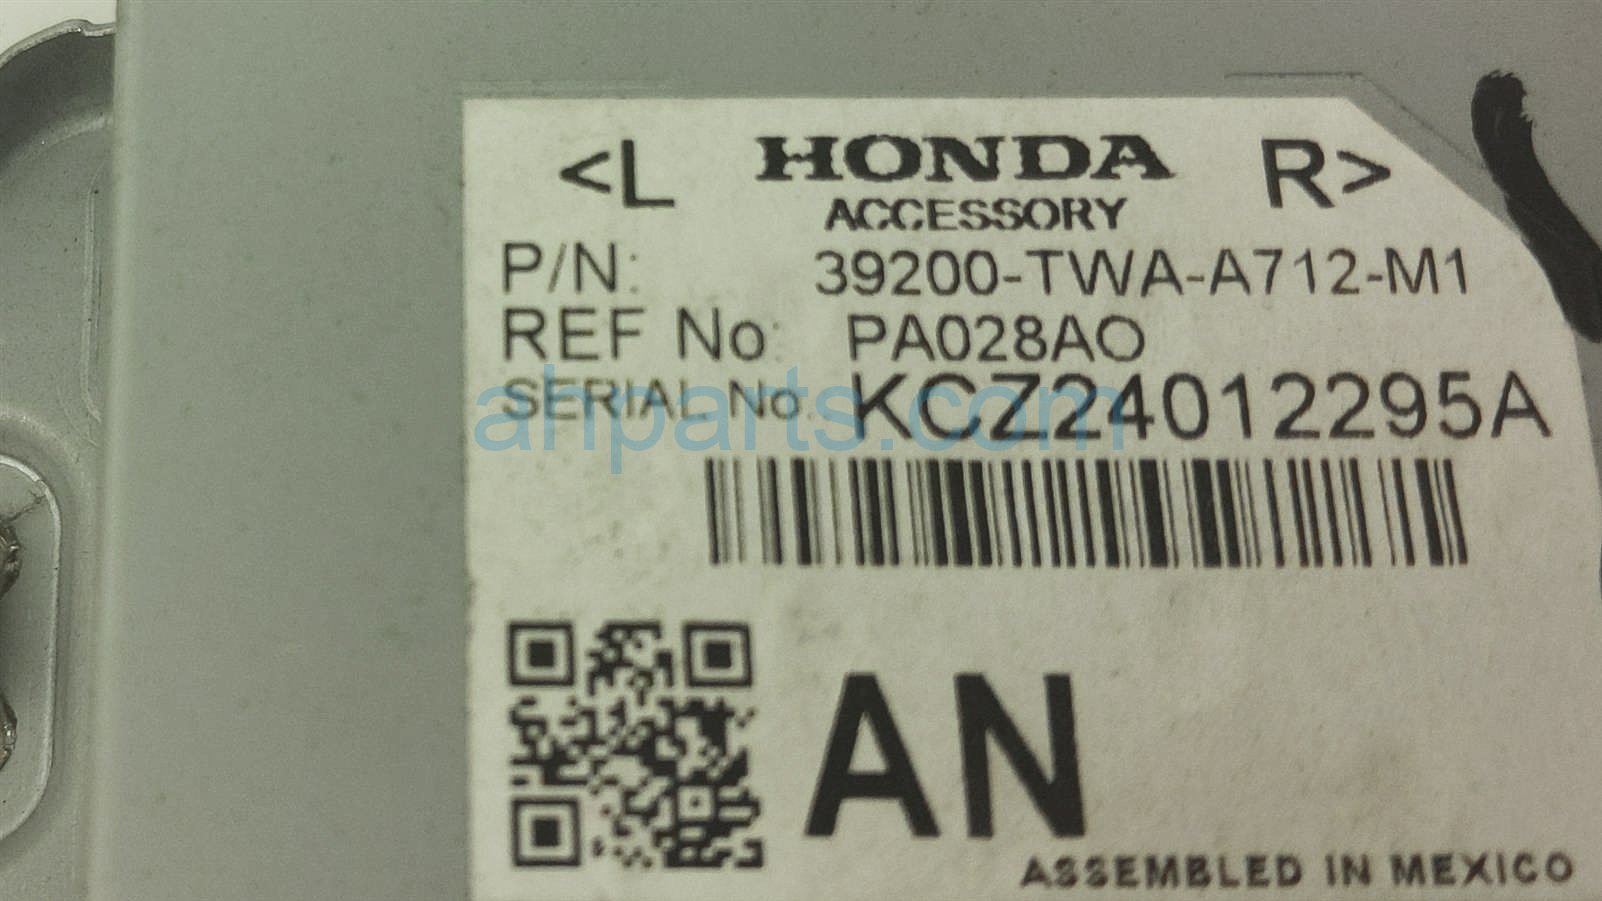 <L HONDA R>
ACCESSORY
P/N: 39200-TWA-A712-M1
REF No: PA028AO
SERIAL No. KCZ24012295A
ahparts.com
AN
ASSEMBLED IN MEXICO